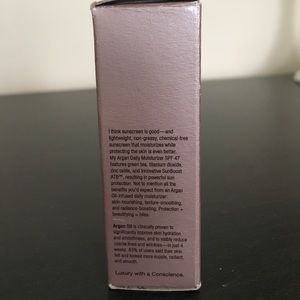 I think sunscreen is good—and
lightweight, non-greasy, chemical-free
sunscreen that moisturizes while
protecting the skin is even better.
My Argan Daily Moisturizer SPF 47
features green tea, titanium dioxide,
zinc oxide, and innovative SunBoost
ATB™, resulting in powerful sun
protection. Not to mention all the
benefits you'd expect from an Argan
Oil-infused daily moisturizer:
skin-nourishing, texture-smoothing,
and radiance-boosting. Protection +
beautifying = bliss.
Argan Oil is clinically proven to
significantly improve skin hydration
and smoothness, and to visibly reduce
coarse lines and wrinkles—in just 4
weeks. 83% of users said their skin
felt and looked more supple, radiant,
and smooth.
Luxury with a Conscience.